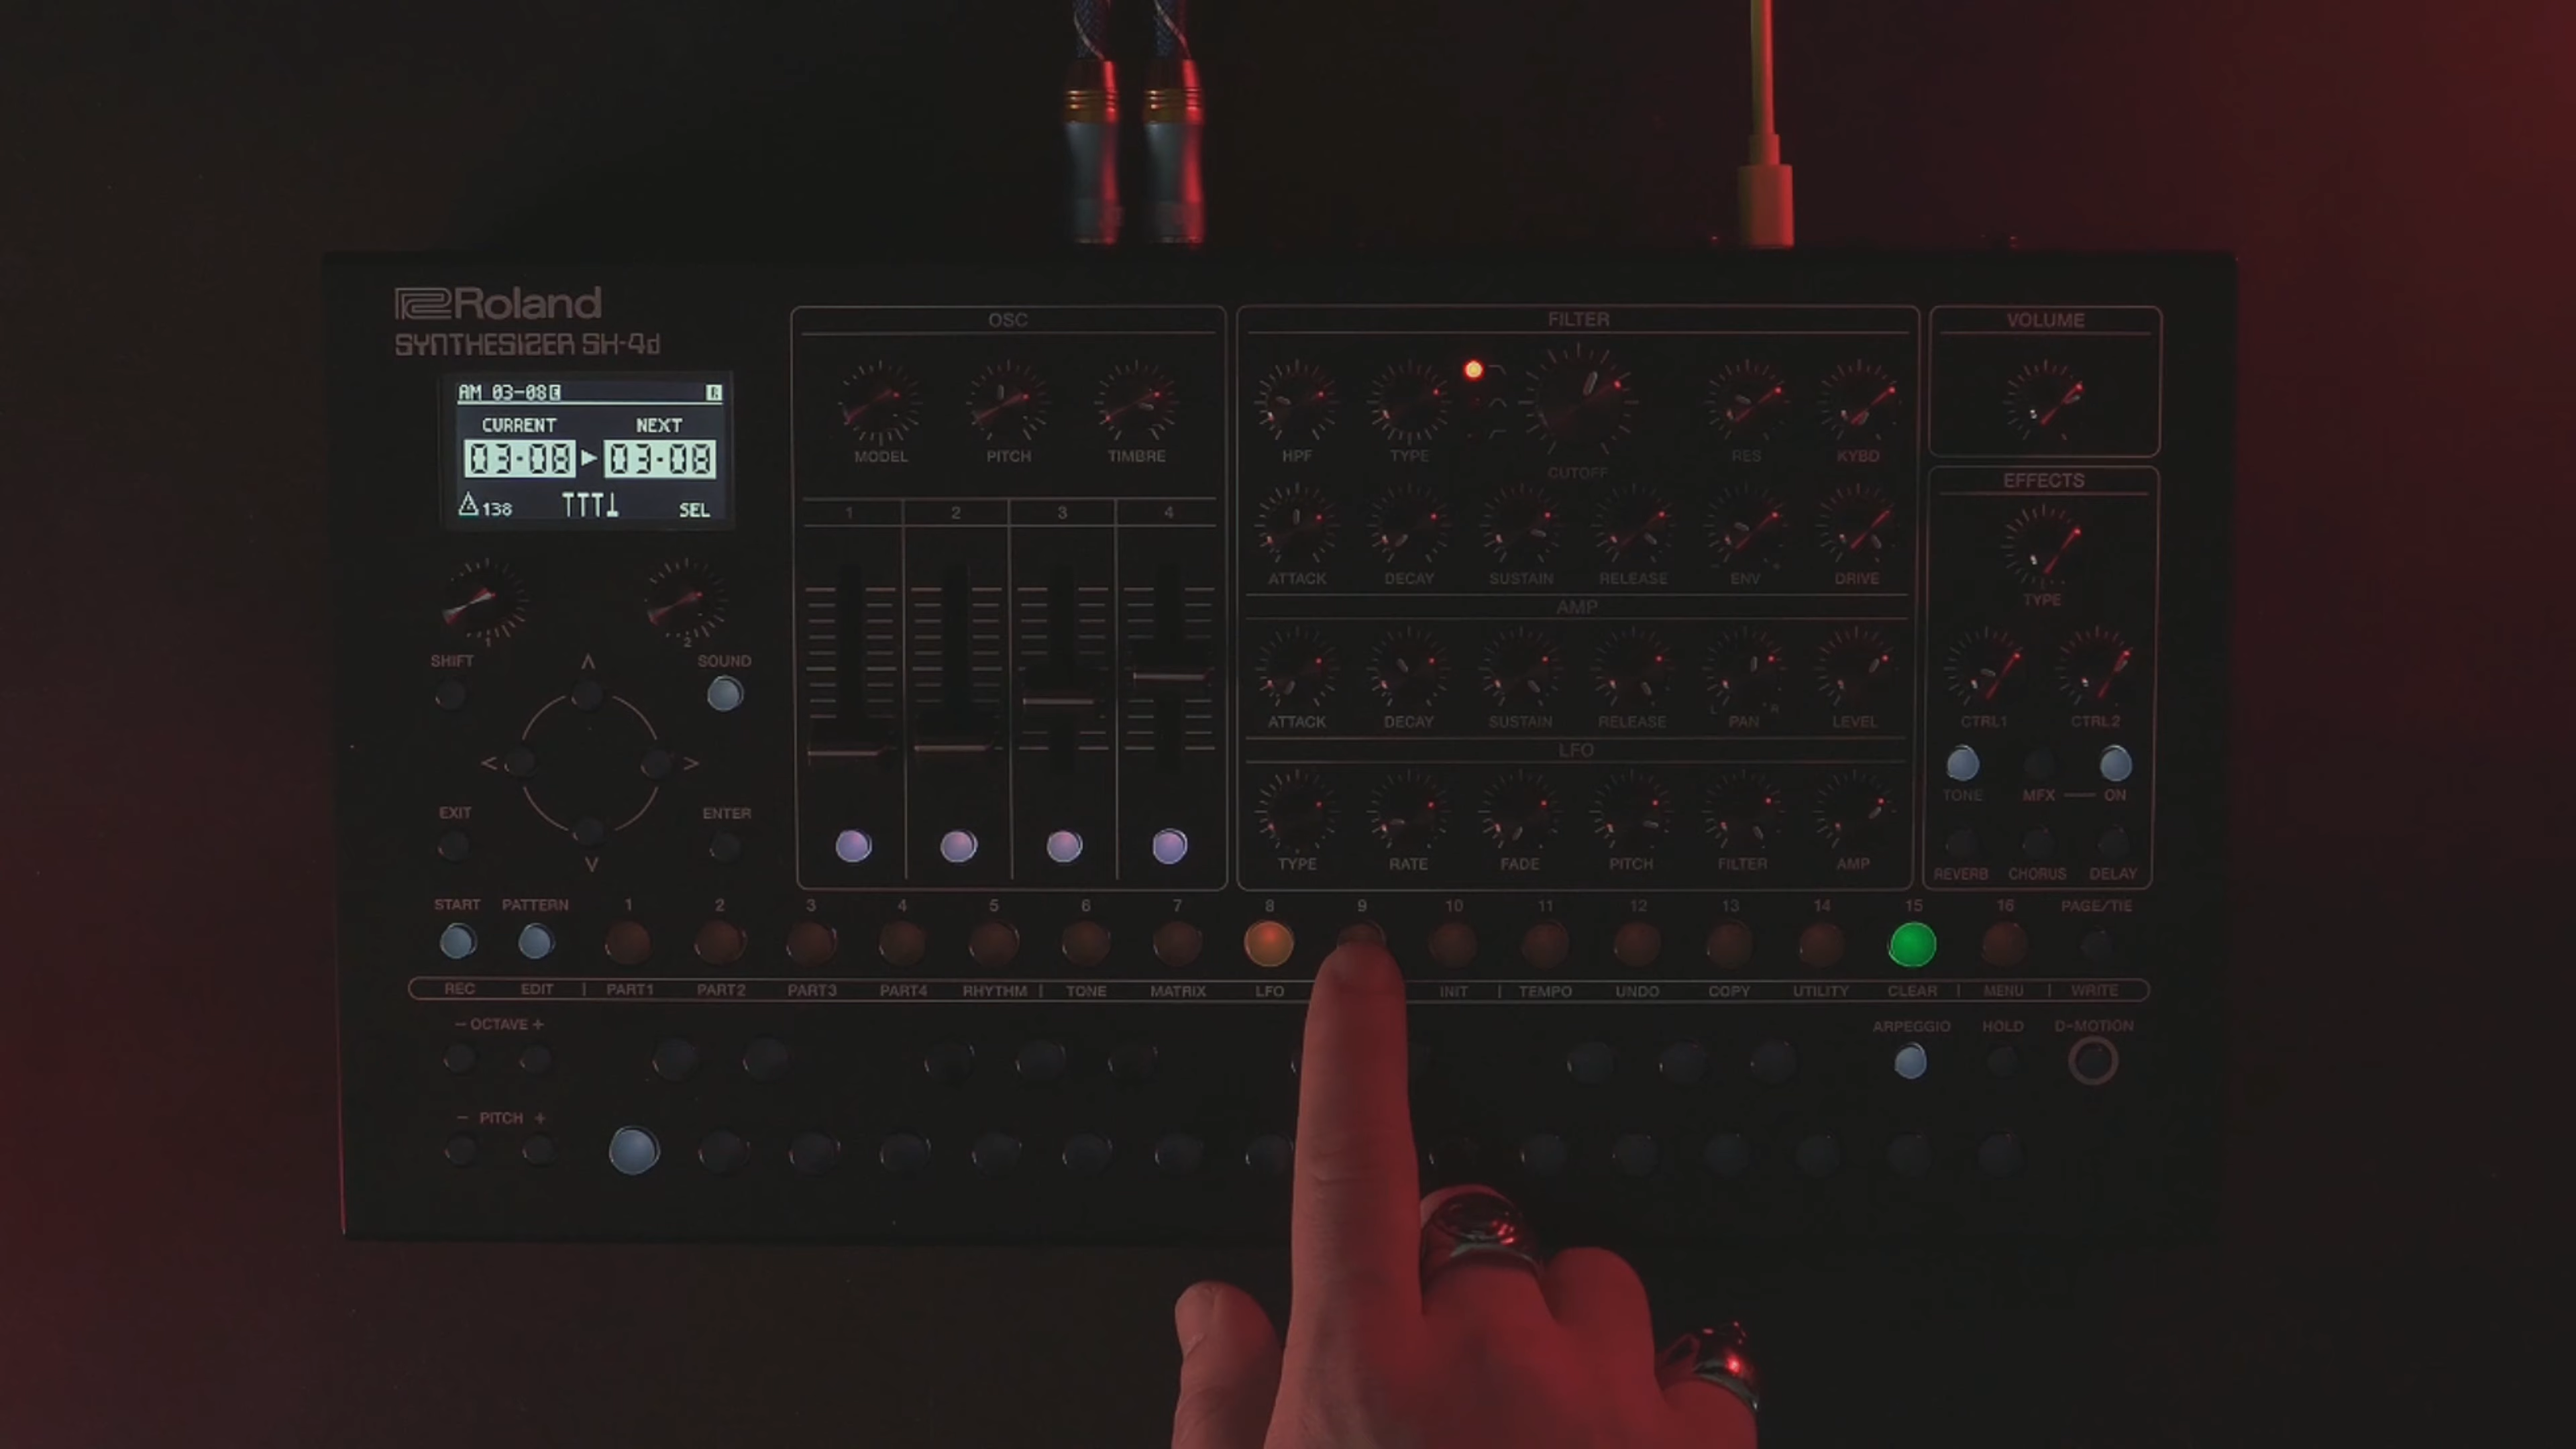 Roland
SYNTHESIZER SH-4d
AM 03-08E
CURRENT NEXT
03-08 ▶ 03-08
138 SEL
1 2
SHIFT SOUND
EXIT ENTER
OSC
MODEL PITCH TIMBRE
1 2 3 4
FILTER
HPF TYPE CUTOFF RES KYBD
ATTACK DECAY SUSTAIN RELEASE - ENV + DRIVE
AMP
ATTACK DECAY SUSTAIN RELEASE L PAN R LEVEL
LFO
TYPE RATE FADE PITCH FILTER AMP
VOLUME
EFFECTS
TYPE
CTRL1 CTRL2
TONE MFX ON
REVERB CHORUS DELAY
START PATTERN 1 2 3 4 5 6 7 8 9 10 11 12 13 14 15 16 PAGE/TIE
REC EDIT | PART1 PART2 PART3 PART4 RHYTHM | TONE MATRIX LFO INIT | TEMPO UNDO COPY UTILITY CLEAR | MENU | WRITE
- OCTAVE + ARPEGGIO HOLD D-MOTION
- PITCH +